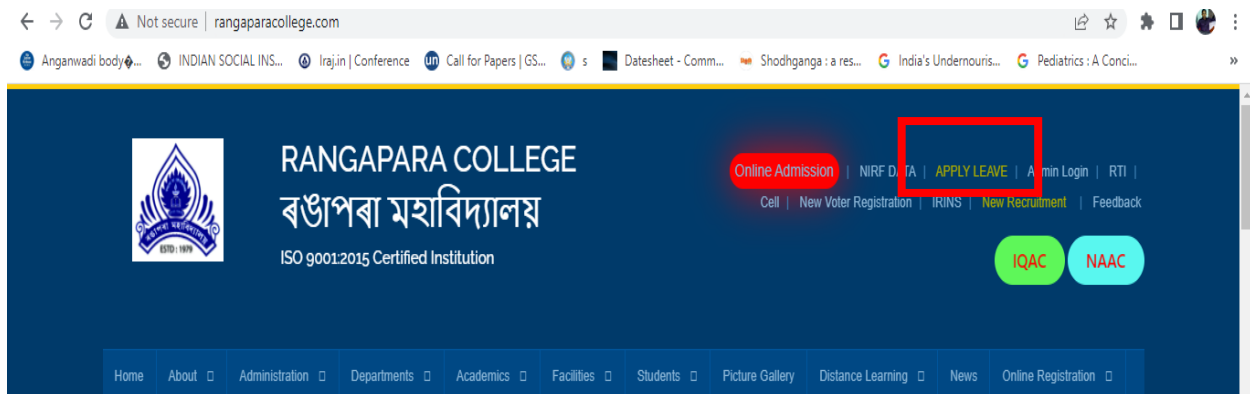 Not secure | rangaparacollege.com
Anganwadi body�... INDIAN SOCIAL INS... Iraj.in | Conference Call for Papers | GS... s Datesheet - Comm... Shodhganga : a res... India's Undernouris... Pediatrics : A Conci... »
RANGAPARA COLLEGE
ৰঙাপৰা মহাবিদ্যালয়
ISO 9001:2015 Certified Institution
ESTD : 1979
Online Admission | NIRF DATA | APPLY LEAVE | Admin Login | RTI |
Cell | New Voter Registration | IRINS | New Recruitment | Feedback
IQAC NAAC
Home About Administration Departments Academics Facilities Students Picture Gallery Distance Learning News Online Registration